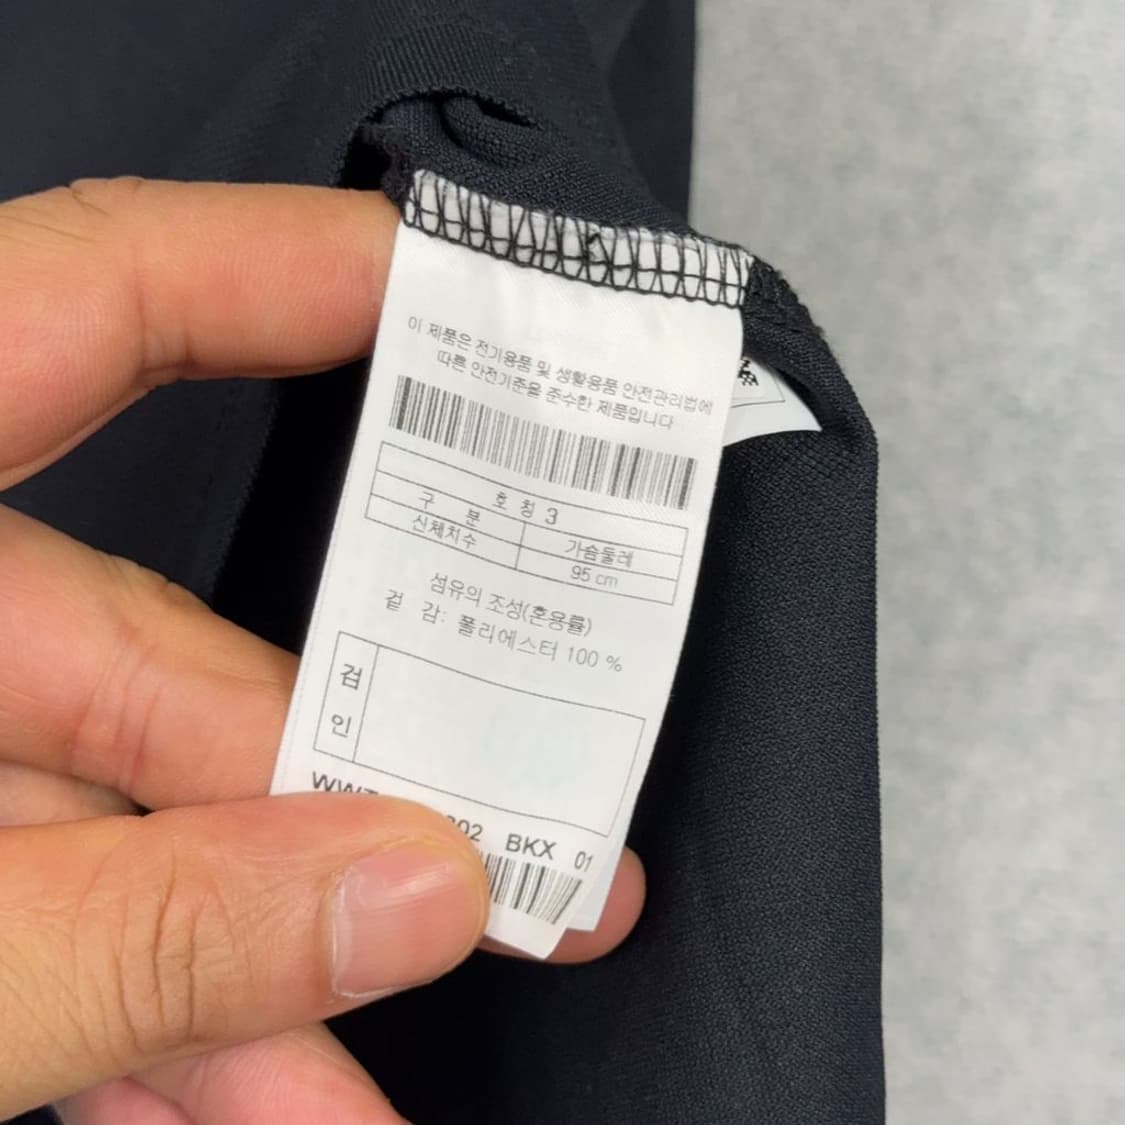 이 제품은 전기용품 및 생활용품 안전관리법에
따른 안전기준을 준수한 제품입니다
호 칭 3
구 분 가슴둘레
신체치수 95 cm
섬유의 조성(혼용률)
겉 감: 폴리에스터 100 %
검
인
BKX 01